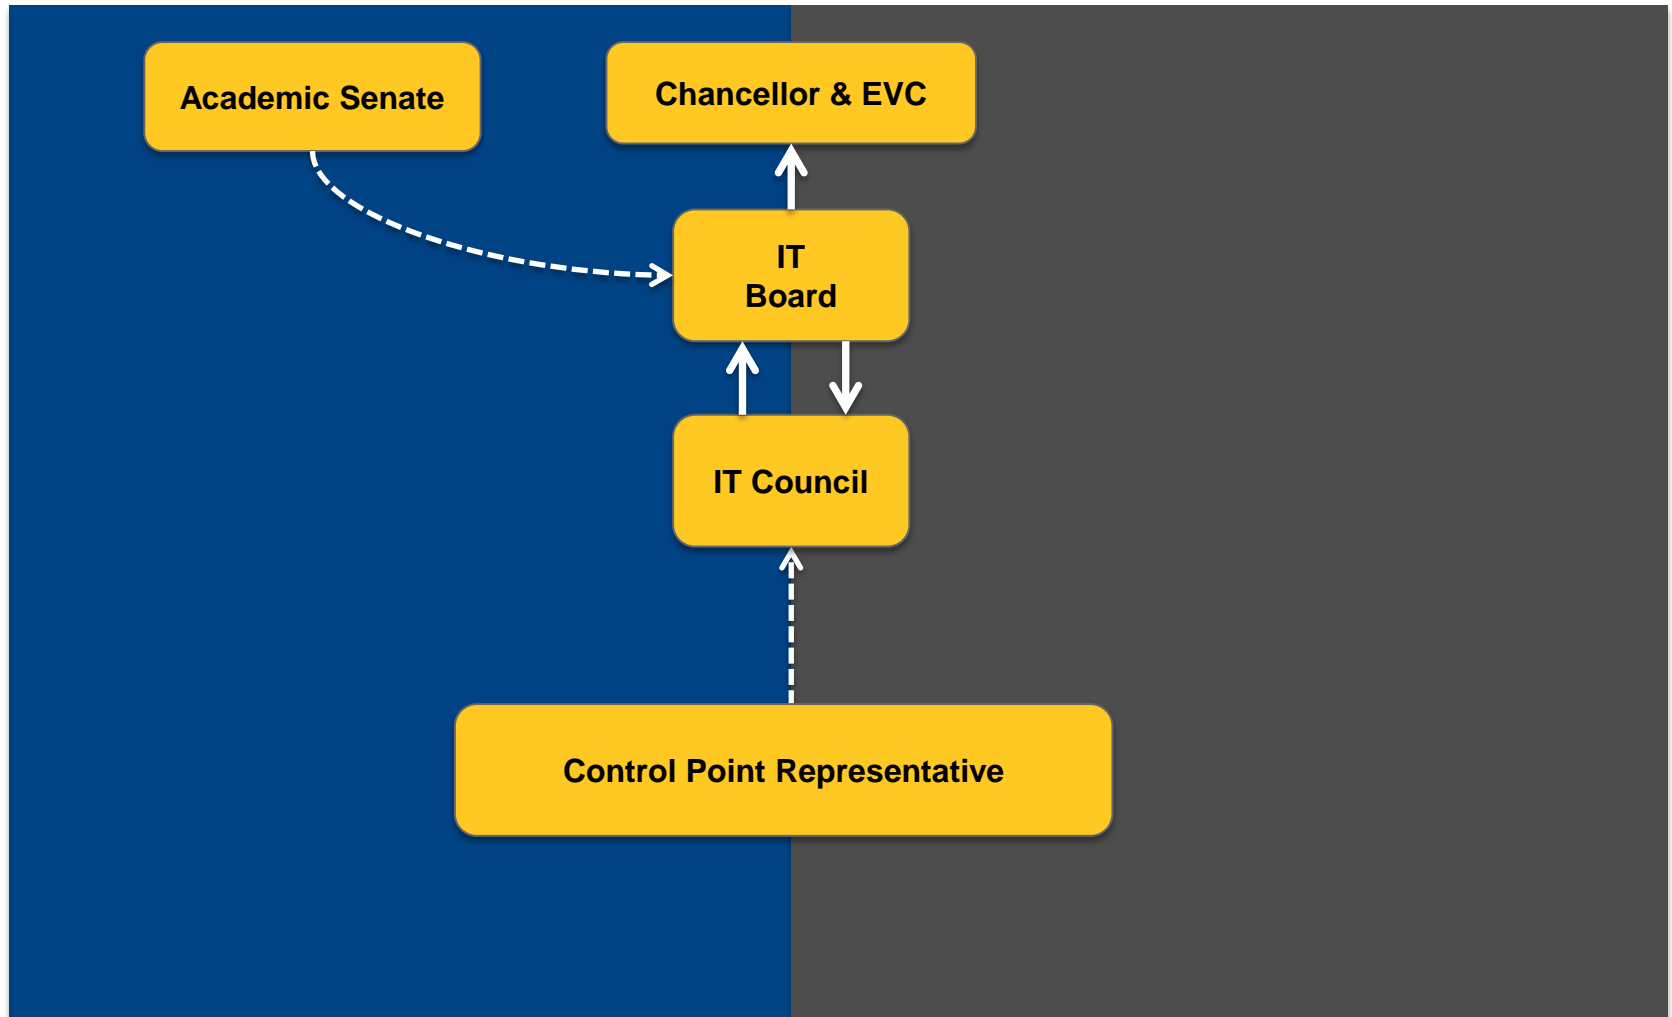 Academic Senate
Chancellor & EVC
IT
Board
IT Council
Control Point Representative